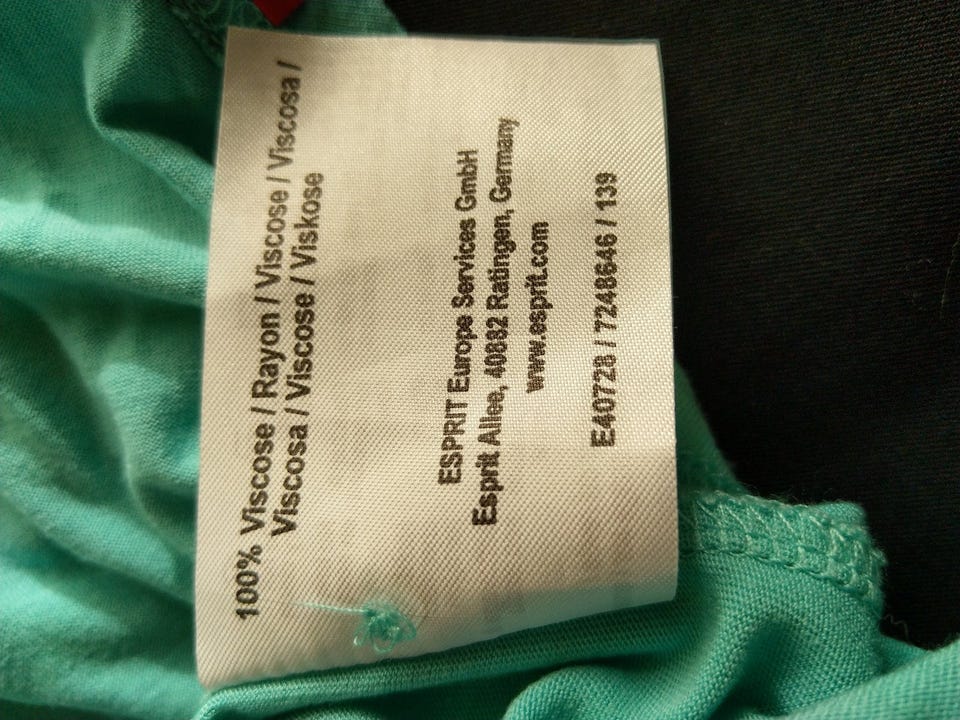 100% Viscose / Rayon / Viscose / Viscosa /
Viscosa / Viscose / Viskose
ESPRIT Europe Services GmbH
Esprit Allee, 40882 Ratingen, Germany
www.esprit.com
E40728 / 7248646 / 139